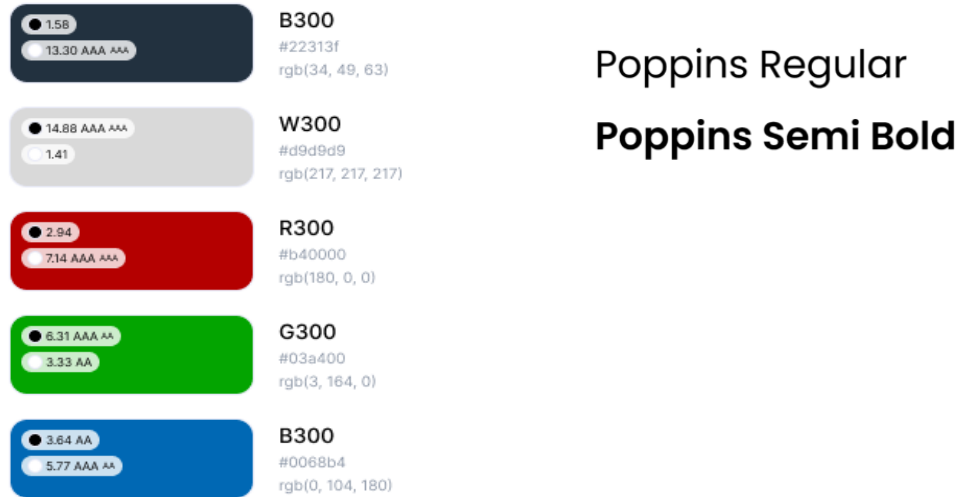 1.58
13.30 AAA AAA
B300
#22313f
rgb(34, 49, 63)
14.88 AAA AAA
1.41
W300
#d9d9d9
rgb(217, 217, 217)
2.94
7.14 AAA AAA
R300
#b40000
rgb(180, 0, 0)
6.31 AAA AA
3.33 AA
G300
#03a400
rgb(3, 164, 0)
3.64 AA
5.77 AAA AA
B300
#0068b4
rgb(0, 104, 180)
Poppins Regular
Poppins Semi Bold